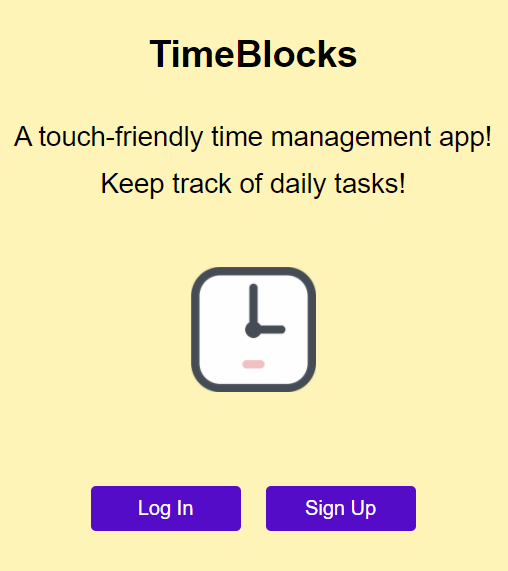 TimeBlocks
A touch-friendly time management app!
Keep track of daily tasks!
Log In
Sign Up